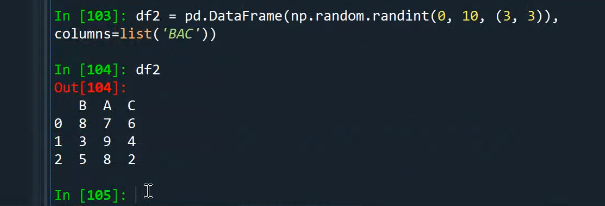 In [103]: df2 = pd.DataFrame(np.random.randint(0, 10, (3, 3)),
columns=list('BAC'))
In [104]: df2
Out[104]:
   B  A  C
0  8  7  6
1  3  9  4
2  5  8  2
In [105]: